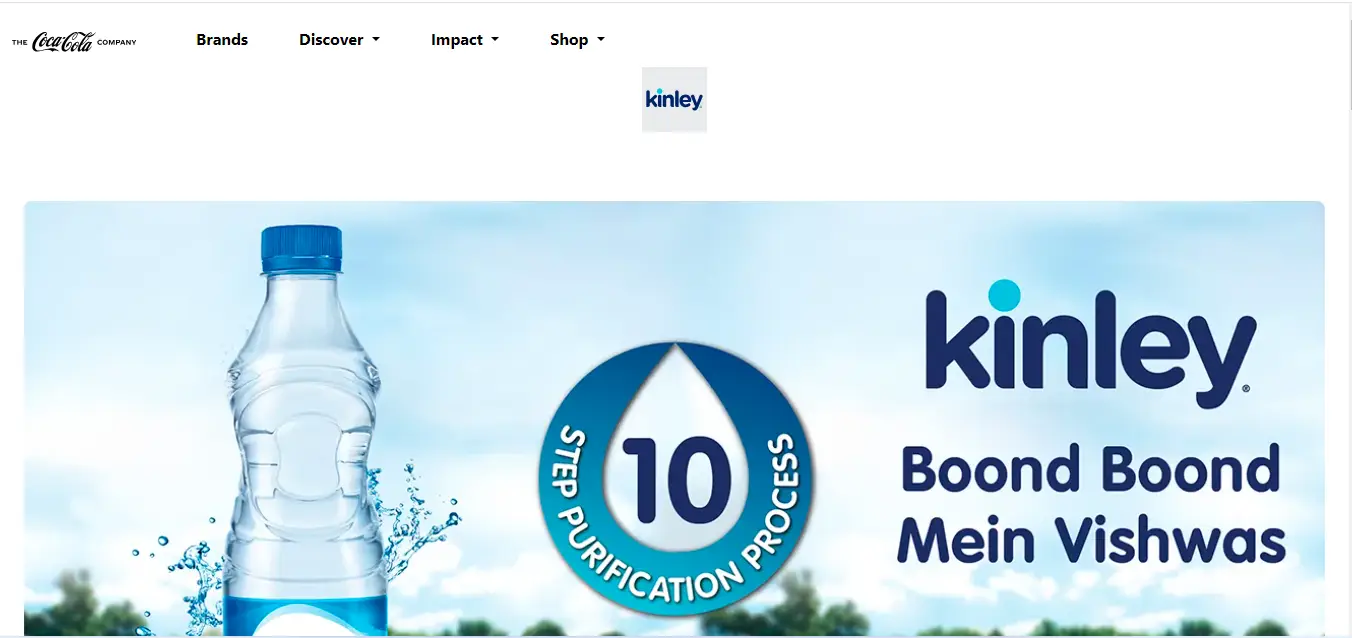 THE Coca-Cola COMPANY
Brands
Discover
Impact
Shop
kinley
kinley®
10
STEP PURIFICATION PROCESS
Boond Boond
Mein Vishwas